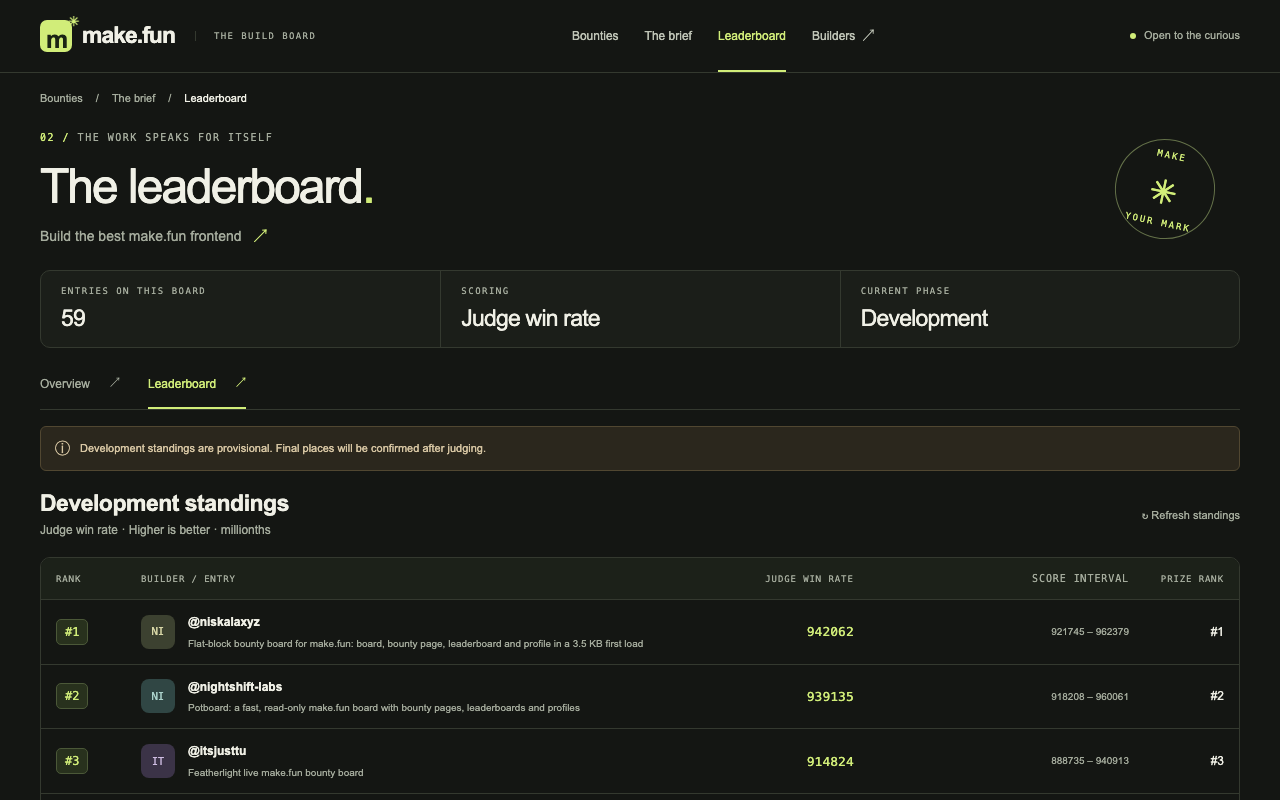 m make.fun THE BUILD BOARD Bounties The brief Leaderboard Builders Open to the curious
Bounties / The brief / Leaderboard
02 / THE WORK SPEAKS FOR ITSELF
The leaderboard.
Build the best make.fun frontend
MAKE
YOUR MARK
ENTRIES ON THIS BOARD
59
SCORING
Judge win rate
CURRENT PHASE
Development
Overview Leaderboard
Development standings are provisional. Final places will be confirmed after judging.
Development standings
Judge win rate · Higher is better · millionths
↻ Refresh standings
RANK BUILDER / ENTRY JUDGE WIN RATE SCORE INTERVAL PRIZE RANK
#1 NI @niskalaxyz 942062 921745 – 962379 #1
Flat-block bounty board for make.fun: board, bounty page, leaderboard and profile in a 3.5 KB first load
#2 NI @nightshift-labs 939135 918208 – 960061 #2
Potboard: a fast, read-only make.fun board with bounty pages, leaderboards and profiles
#3 IT @itsjusttu 914824 888735 – 940913 #3
Featherlight live make.fun bounty board